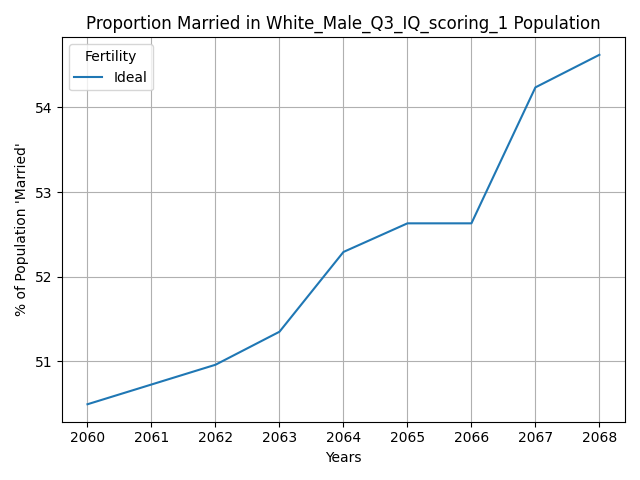 Proportion Married in White_Male_Q3_IQ_scoring_1 Population
Fertility
Ideal
% of Population 'Married'
54
53
52
51
2060 2061 2062 2063 2064 2065 2066 2067 2068
Years